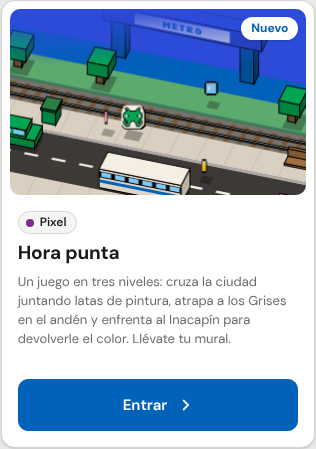 METRO
Nuevo
Pixel
Hora punta
Un juego en tres niveles: cruza la ciudad
juntando latas de pintura, atrapa a los Grises
en el andén y enfrenta al Inacapín para
devolverle el color. Llévate tu mural.
Entrar